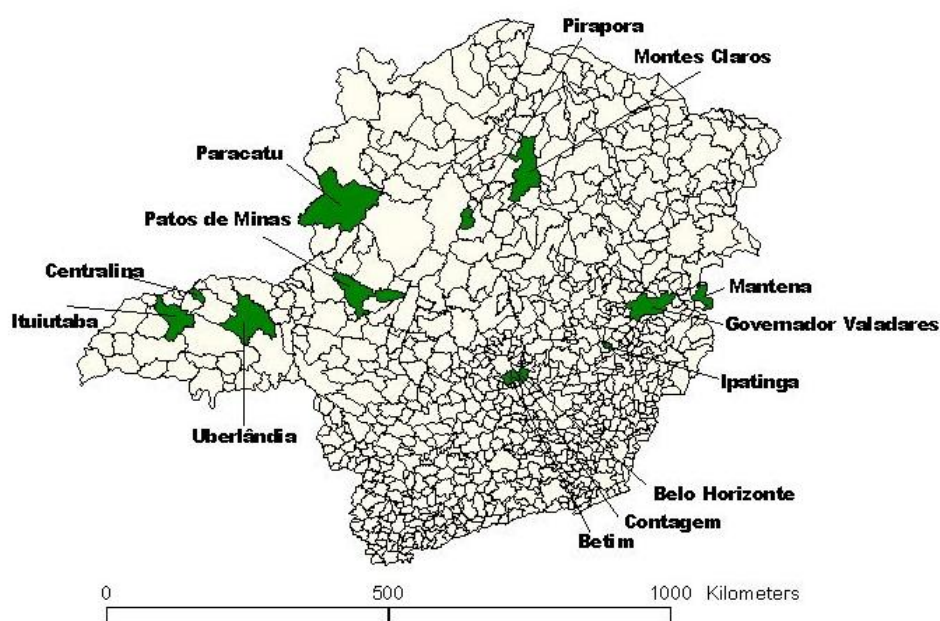 Pirapora
Montes Claros
Paracatu
Patos de Minas
Centralina
Ituiutaba
Mantena
Governador Valadares
Ipatinga
Uberlândia
Belo Horizonte
Contagem
Betim
0 500 1000 Kilometers